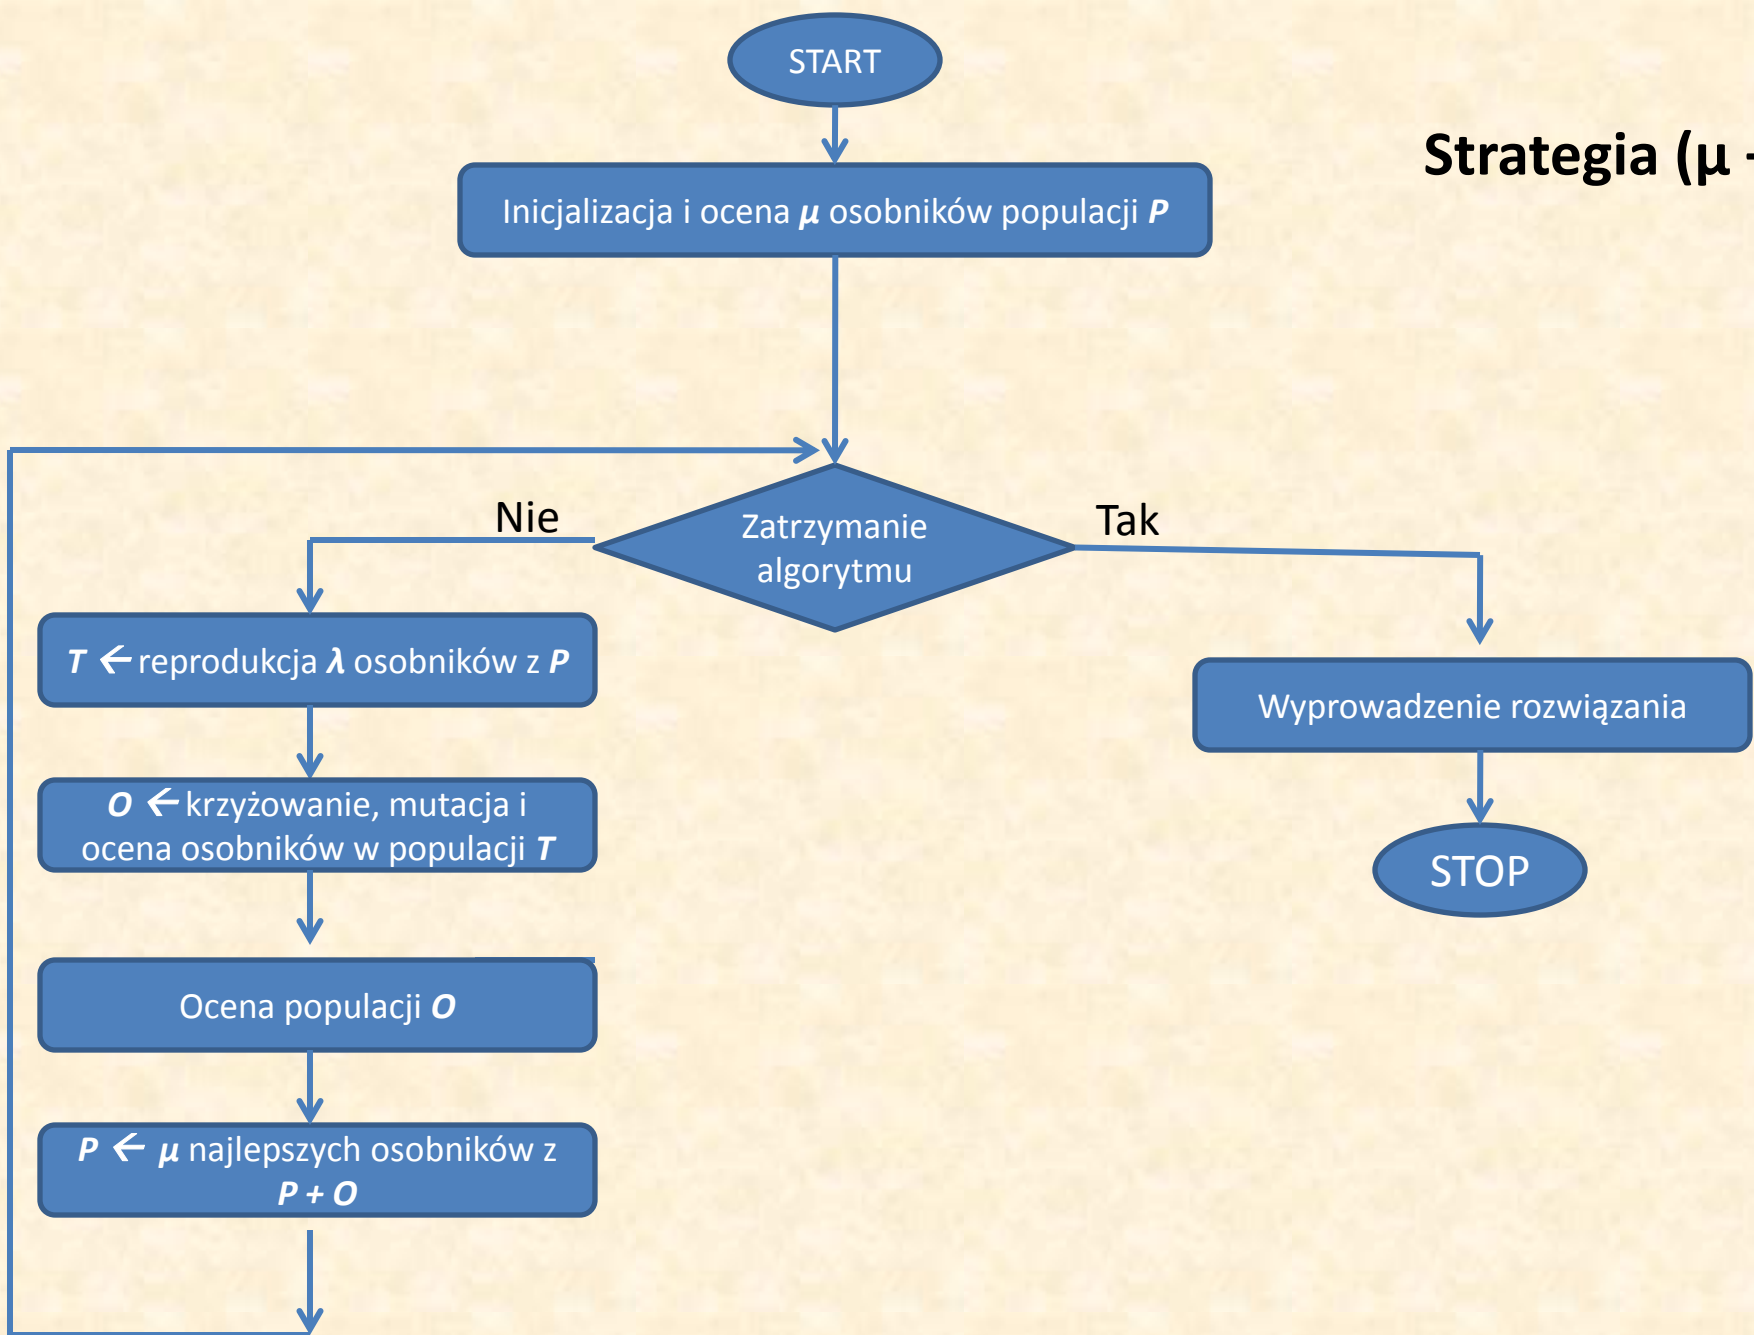 START
Strategia (μ
Inicjalizacja i ocena μ osobników populacji P
Nie
Zatrzymanie
algorytmu
Tak
T ← reprodukcja λ osobników z P
Wyprowadzenie rozwiązania
O ← krzyżowanie, mutacja i
ocena osobników w populacji T
STOP
Ocena populacji O
P ← μ najlepszych osobników z
P + O